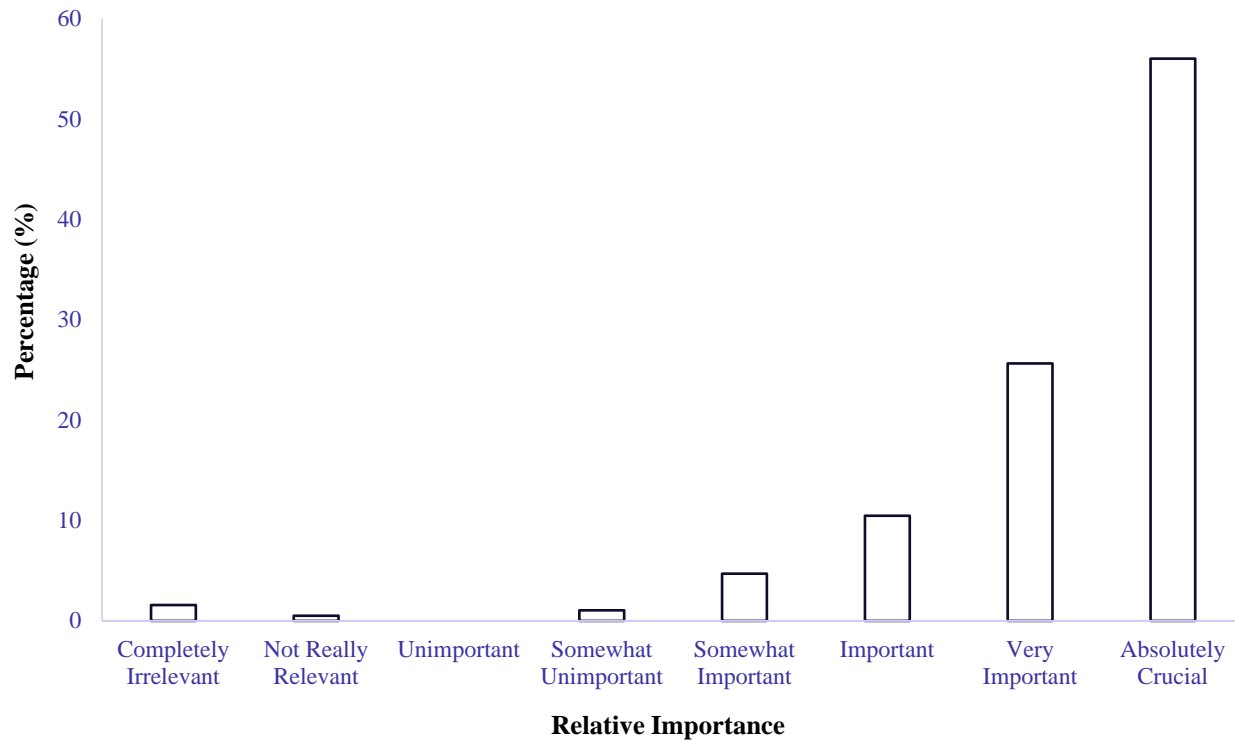 60
50
40
30
20
10
0
Percentage (%)
Completely
Irrelevant
Not Really
Relevant
Unimportant
Somewhat
Unimportant
Somewhat
Important
Important
Very
Important
Absolutely
Crucial
Relative Importance